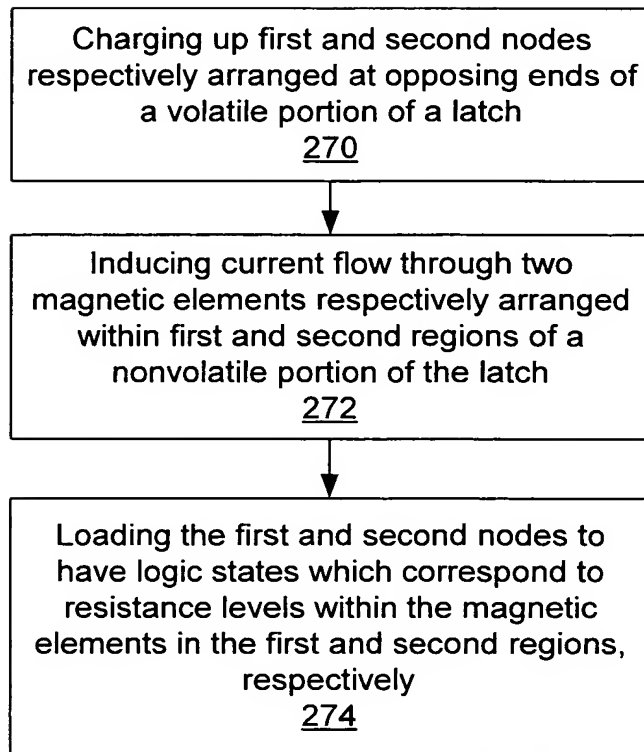 Charging up first and second nodes
respectively arranged at opposing ends of
a volatile portion of a latch
270
Inducing current flow through two
magnetic elements respectively arranged
within first and second regions of a
nonvolatile portion of the latch
272
Loading the first and second nodes to
have logic states which correspond to
resistance levels within the magnetic
elements in the first and second regions,
respectively
274